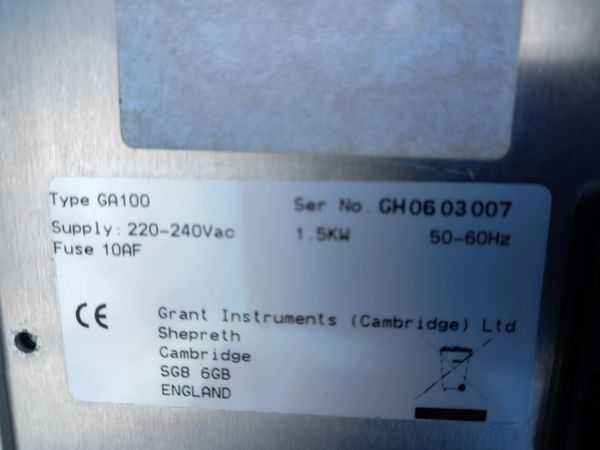 Type GA100 Ser No. GH0603007
Supply: 220-240Vac 1.5KW 50-60Hz
Fuse 10AF
CE Grant Instruments (Cambridge) Ltd
Shepreth
Cambridge
SG8 6GB
ENGLAND